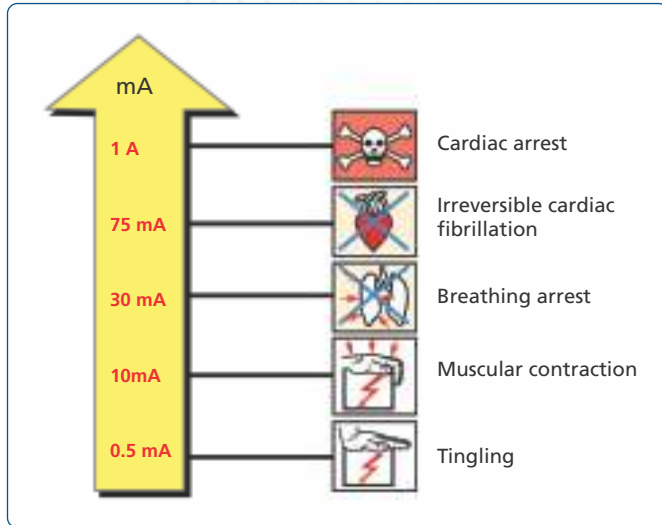 mA
1 A
Cardiac arrest
75 mA
Irreversible cardiac
fibrillation
30 mA
Breathing arrest
10mA
Muscular contraction
0.5 mA
Tingling